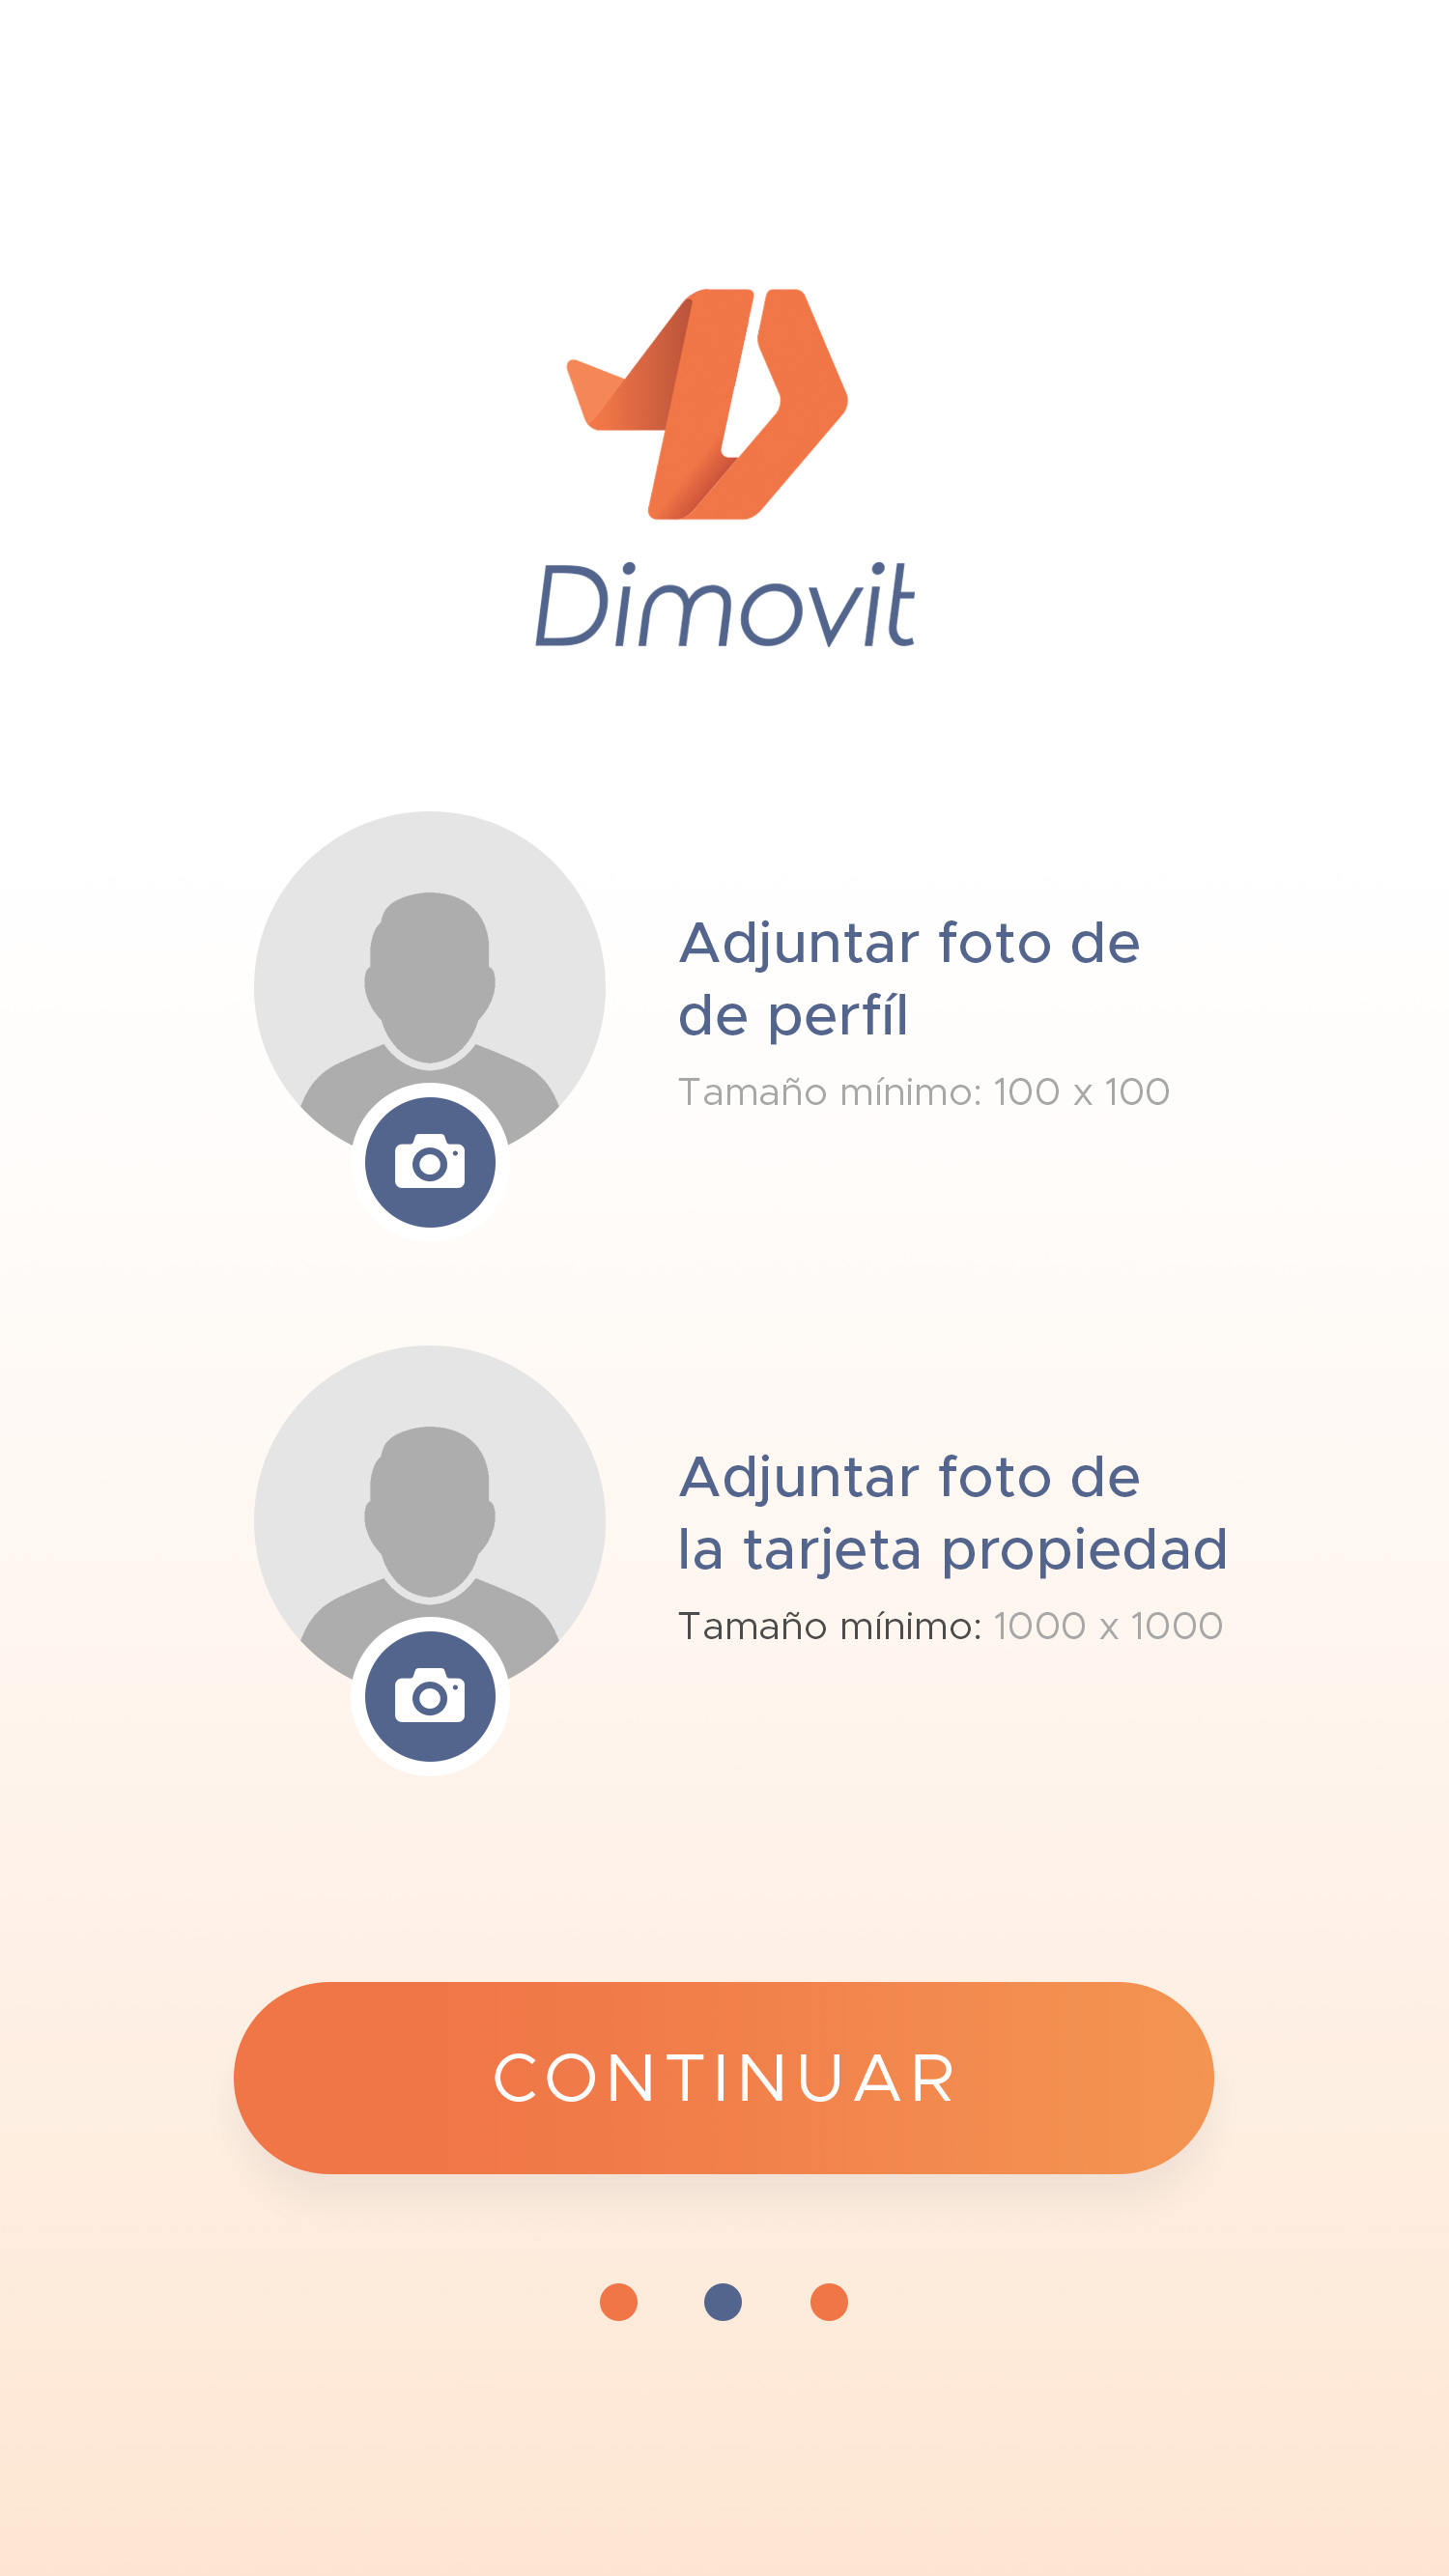 Dimovit
Adjuntar foto de
de perfíl
Tamaño mínimo: 100 x 100
Adjuntar foto de
la tarjeta propiedad
Tamaño mínimo: 1000 x 1000
CONTINUAR